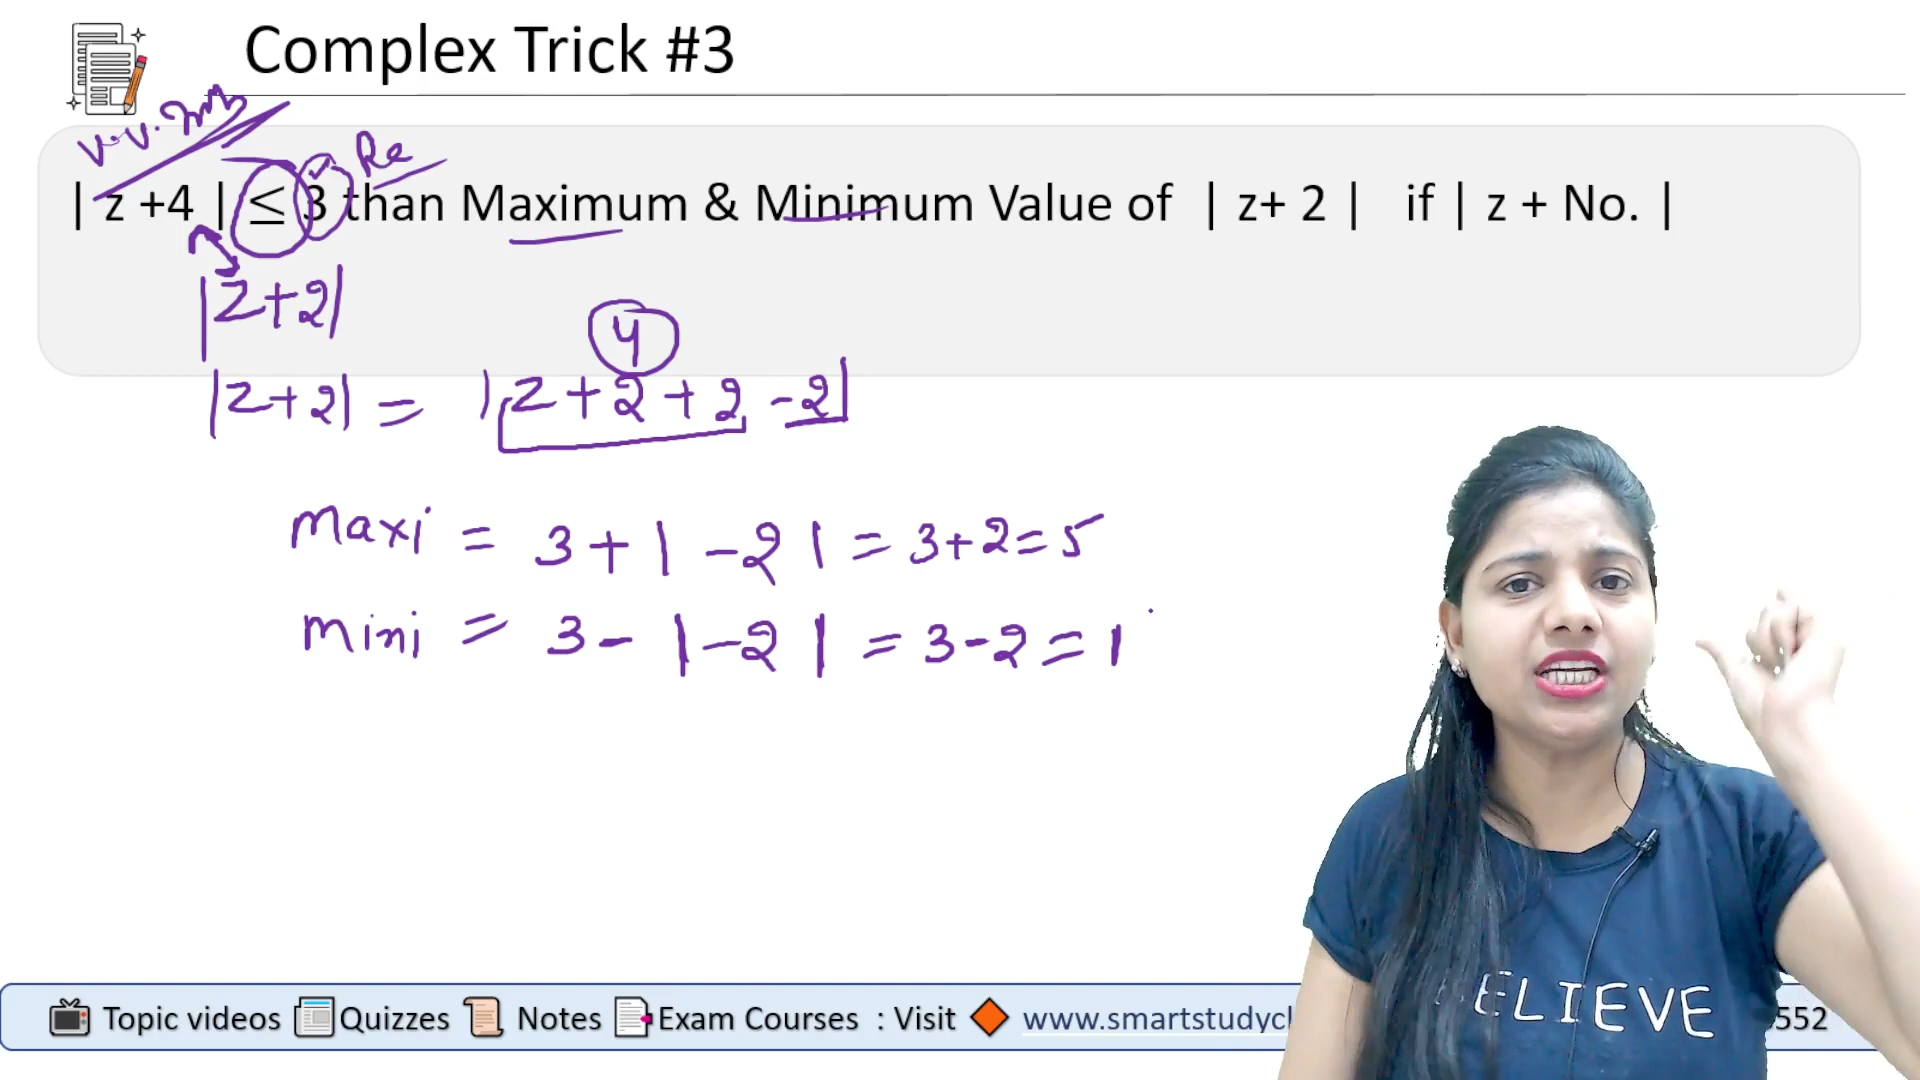 Complex Trick #3
v.v. Imp
Re
| z +4 | ≤ 3 than Maximum & Minimum Value of | z+ 2 | if | z + No. |
|z+2|
4
|z+2| = |z+2+2-2|
maxi = 3+|-2| = 3+2=5
mini = 3-|-2| = 3-2=1
Topic videos Quizzes Notes Exam Courses : Visit www.smartstudycl 552
ELIEVE